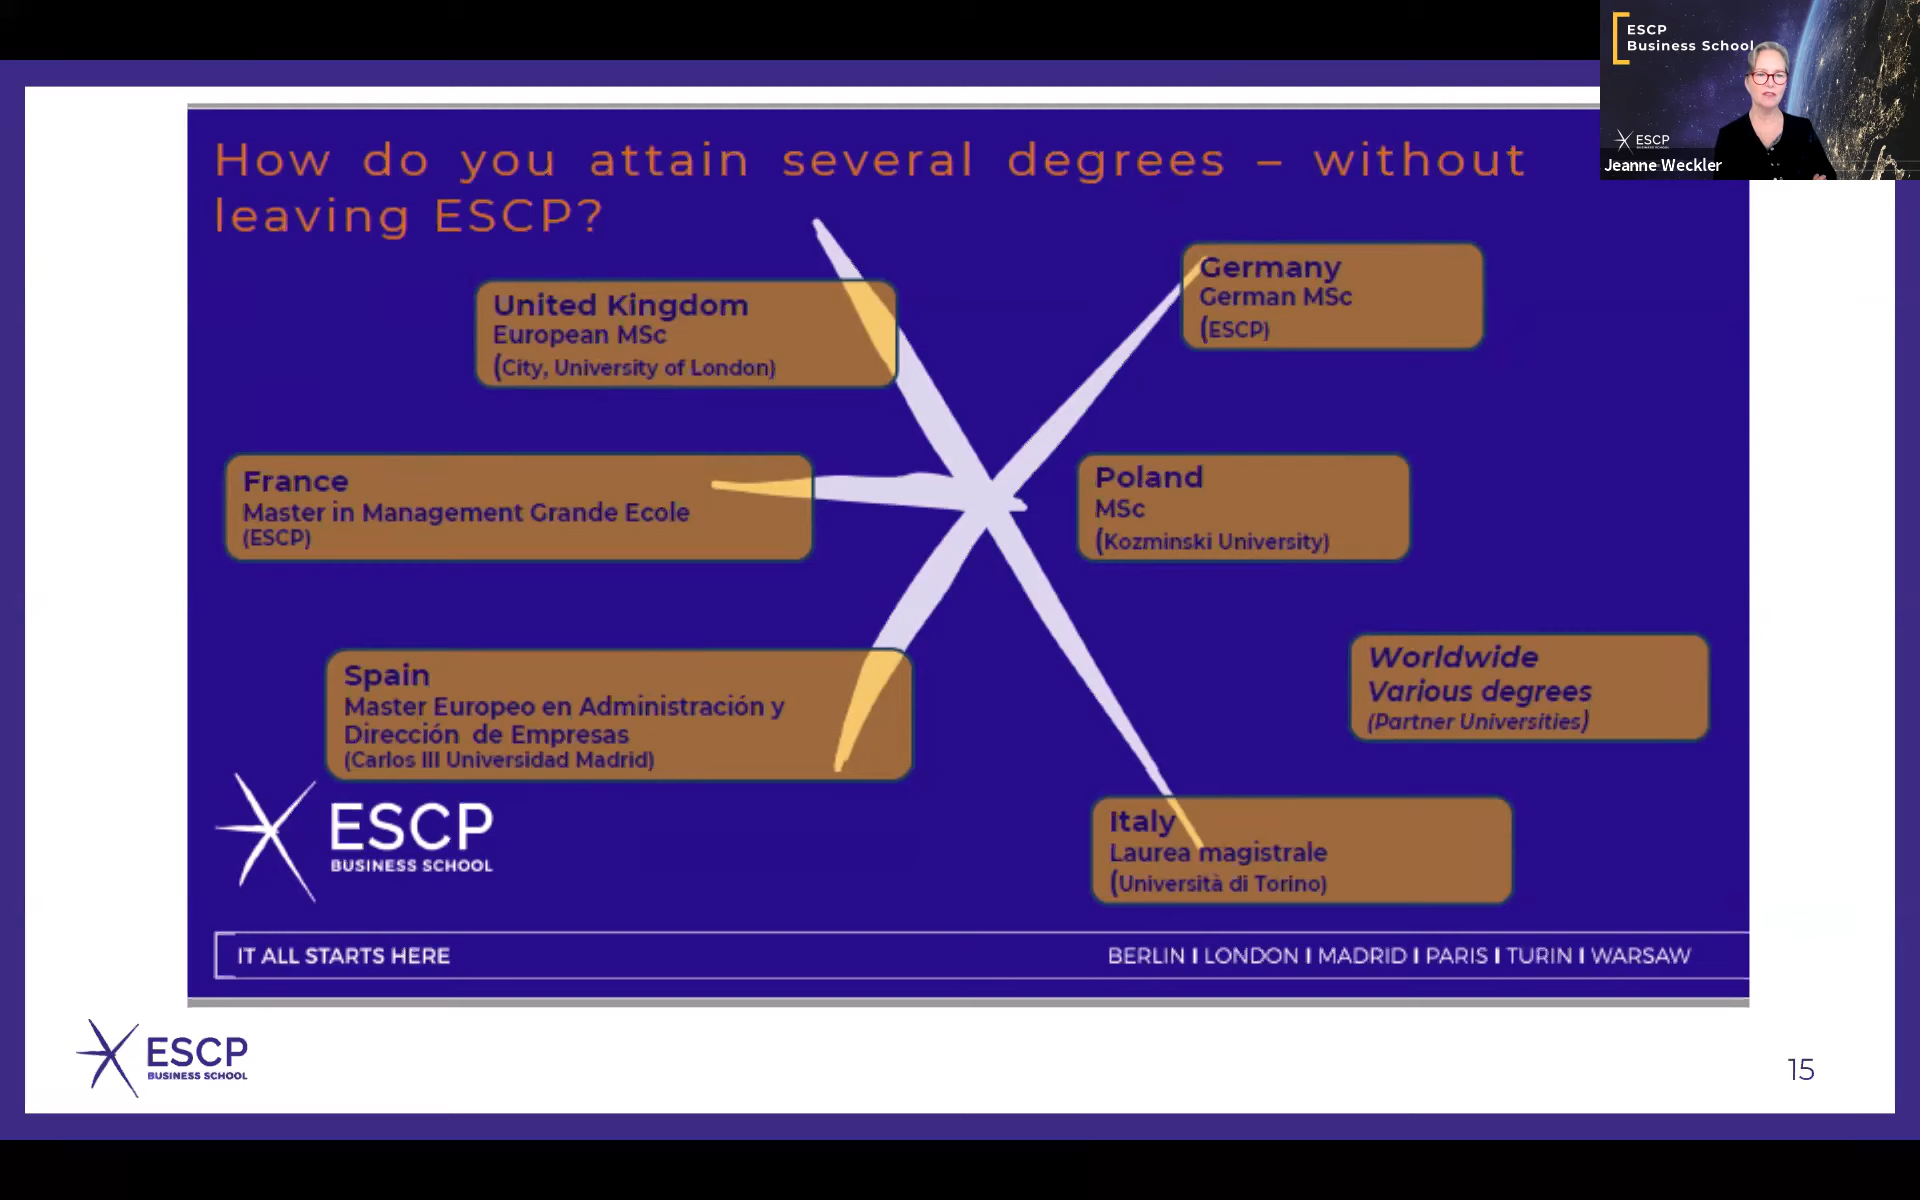 ESCP
Business School
ESCP
BUSINESS SCHOOL
Jeanne Weckler
How do you attain several degrees – without
leaving ESCP?
United Kingdom
European MSc
(City, University of London)
Germany
German MSc
(ESCP)
France
Master in Management Grande Ecole
(ESCP)
Poland
MSc
(Kozminski University)
Spain
Master Europeo en Administración y
Dirección de Empresas
(Carlos III Universidad Madrid)
Worldwide
Various degrees
(Partner Universities)
Italy
Laurea magistrale
(Università di Torino)
ESCP
BUSINESS SCHOOL
IT ALL STARTS HERE
BERLIN I LONDON I MADRID I PARIS I TURIN I WARSAW
ESCP
BUSINESS SCHOOL
15